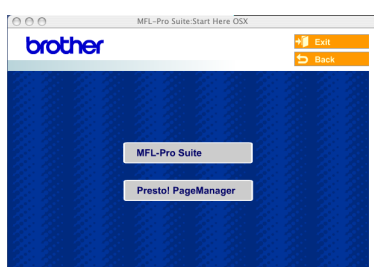 MFL-Pro Suite:Start Here OSX
brother
Exit
Back
MFL-Pro Suite
Presto! PageManager